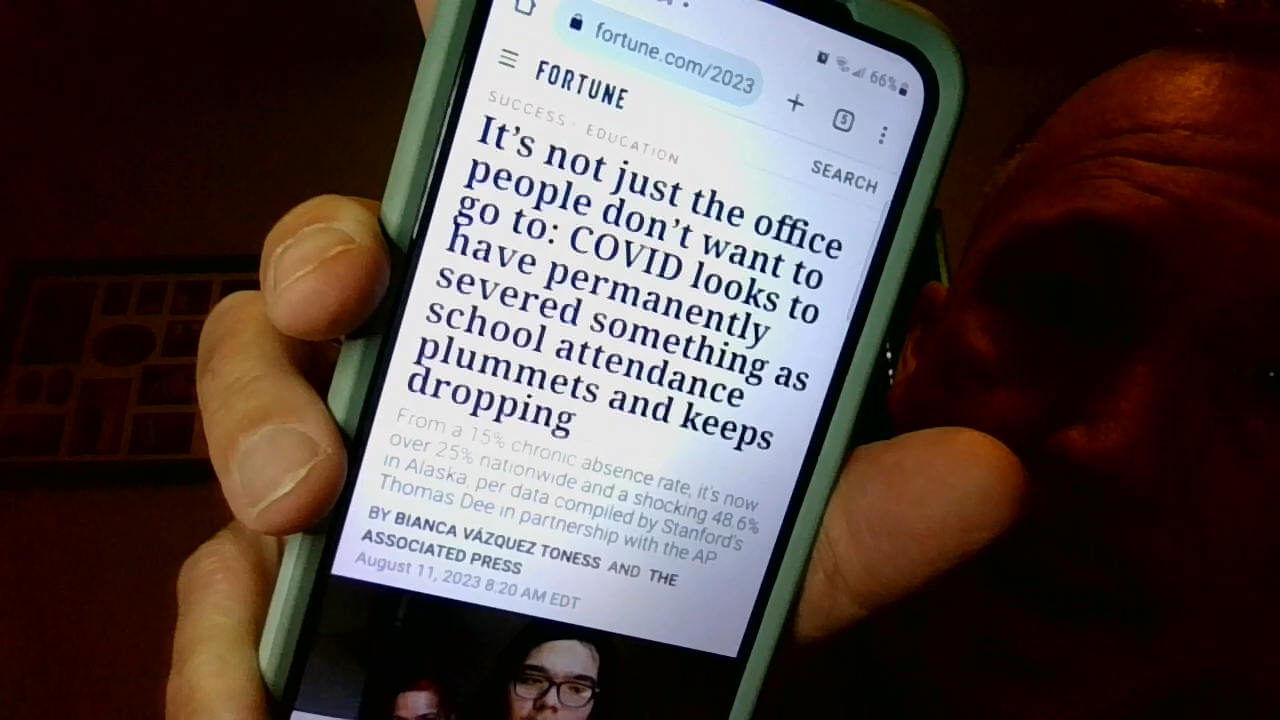 fortune.com/2023
5
66%
FORTUNE
SEARCH
SUCCESS · EDUCATION
It's not just the office
people don't want to
go to: COVID looks to
have permanently
severed something as
school attendance
plummets and keeps
dropping
From a 15% chronic absence rate, it's now
over 25% nationwide and a shocking 48.6%
in Alaska, per data compiled by Stanford's
Thomas Dee in partnership with the AP
BY BIANCA VÁZQUEZ TONESS AND THE
ASSOCIATED PRESS
August 11, 2023 8:20 AM EDT